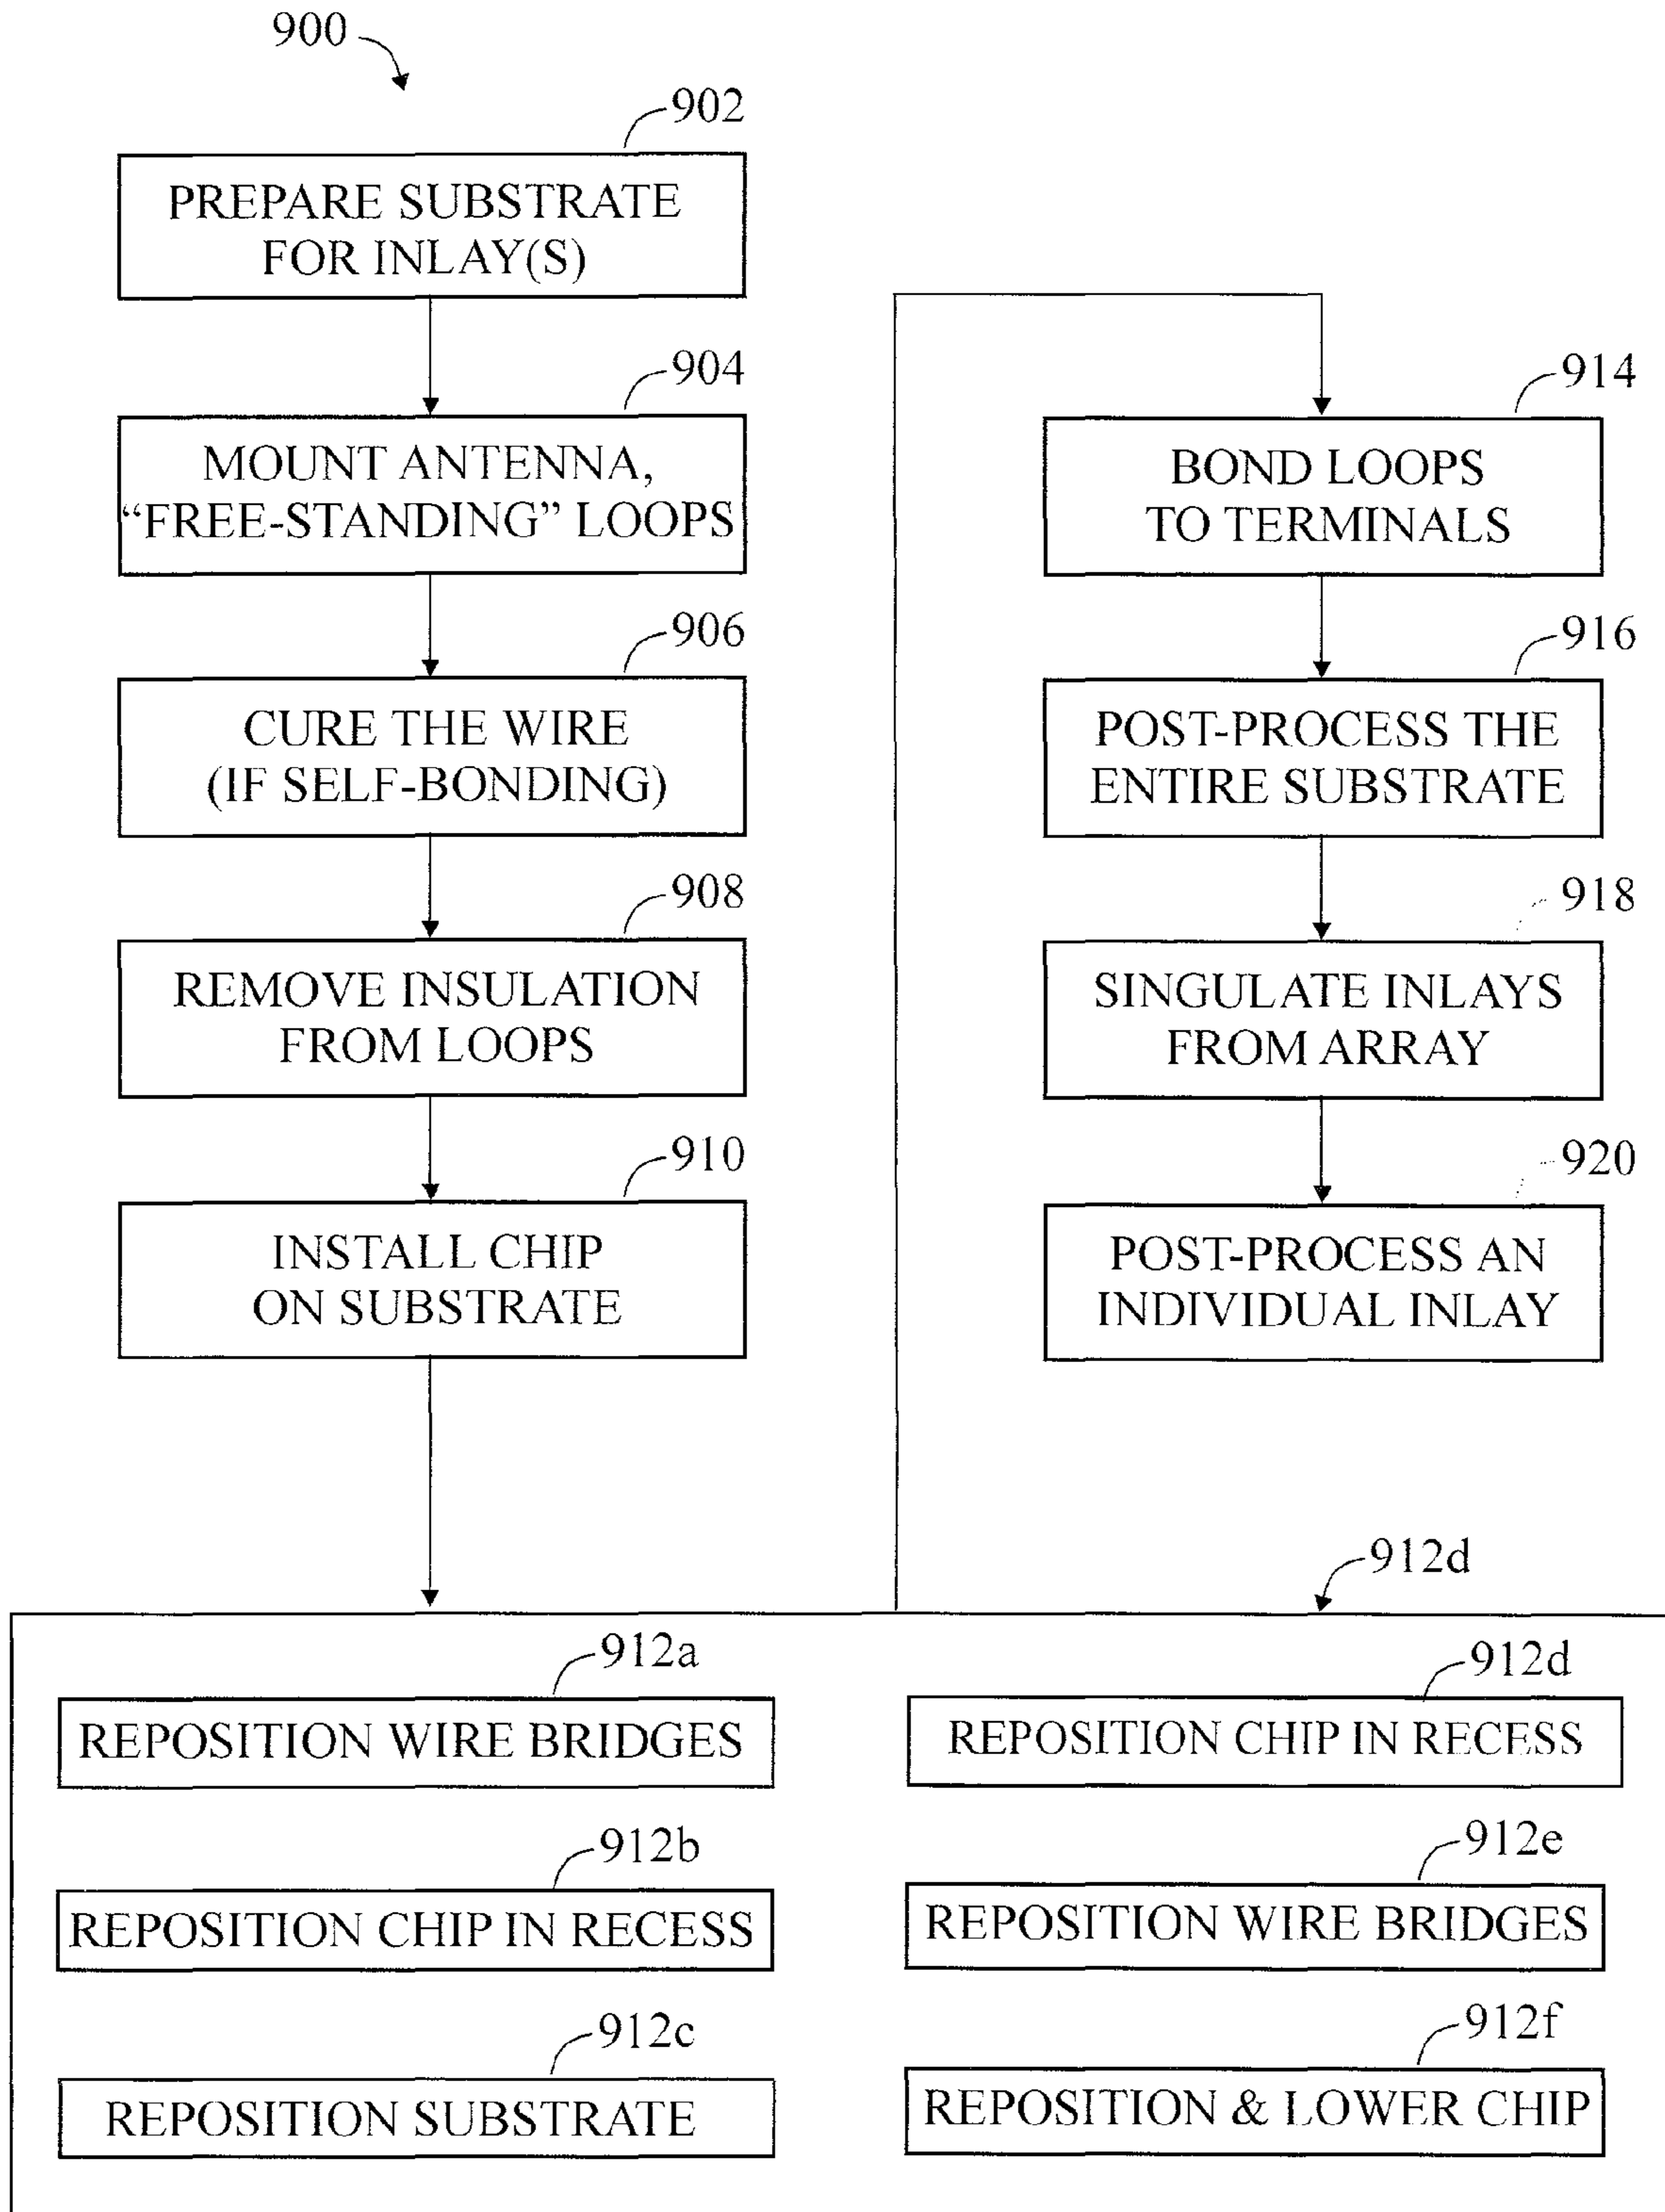 900
902
PREPARE SUBSTRATE
FOR INLAY(S)
904
MOUNT ANTENNA,
“FREE-STANDING” LOOPS
906
CURE THE WIRE
(IF SELF-BONDING)
908
REMOVE INSULATION
FROM LOOPS
910
INSTALL CHIP
ON SUBSTRATE
912d
912a
REPOSITION WIRE BRIDGES
912b
REPOSITION CHIP IN RECESS
912c
REPOSITION SUBSTRATE
912d
REPOSITION CHIP IN RECESS
912e
REPOSITION WIRE BRIDGES
912f
REPOSITION & LOWER CHIP
914
BOND LOOPS
TO TERMINALS
916
POST-PROCESS THE
ENTIRE SUBSTRATE
918
SINGULATE INLAYS
FROM ARRAY
920
POST-PROCESS AN
INDIVIDUAL INLAY